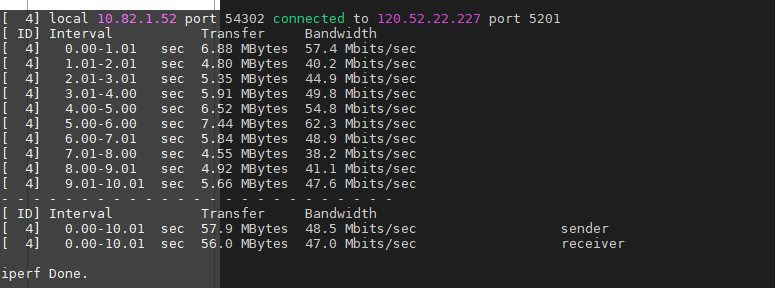 [  4] local 10.82.1.52 port 54302 connected to 120.52.22.227 port 5201
[ ID] Interval           Transfer     Bandwidth
[  4]   0.00-1.01   sec  6.88 MBytes  57.4 Mbits/sec
[  4]   1.01-2.01   sec  4.80 MBytes  40.2 Mbits/sec
[  4]   2.01-3.01   sec  5.35 MBytes  44.9 Mbits/sec
[  4]   3.01-4.00   sec  5.91 MBytes  49.8 Mbits/sec
[  4]   4.00-5.00   sec  6.52 MBytes  54.8 Mbits/sec
[  4]   5.00-6.00   sec  7.44 MBytes  62.3 Mbits/sec
[  4]   6.00-7.01   sec  5.84 MBytes  48.9 Mbits/sec
[  4]   7.01-8.00   sec  4.55 MBytes  38.2 Mbits/sec
[  4]   8.00-9.01   sec  4.92 MBytes  41.1 Mbits/sec
[  4]   9.01-10.01  sec  5.66 MBytes  47.6 Mbits/sec
- - - - - - - - - - - - - - - - - - - - - - - - -
[ ID] Interval           Transfer     Bandwidth
[  4]   0.00-10.01  sec  57.9 MBytes  48.5 Mbits/sec                  sender
[  4]   0.00-10.01  sec  56.0 MBytes  47.0 Mbits/sec                  receiver
iperf Done.